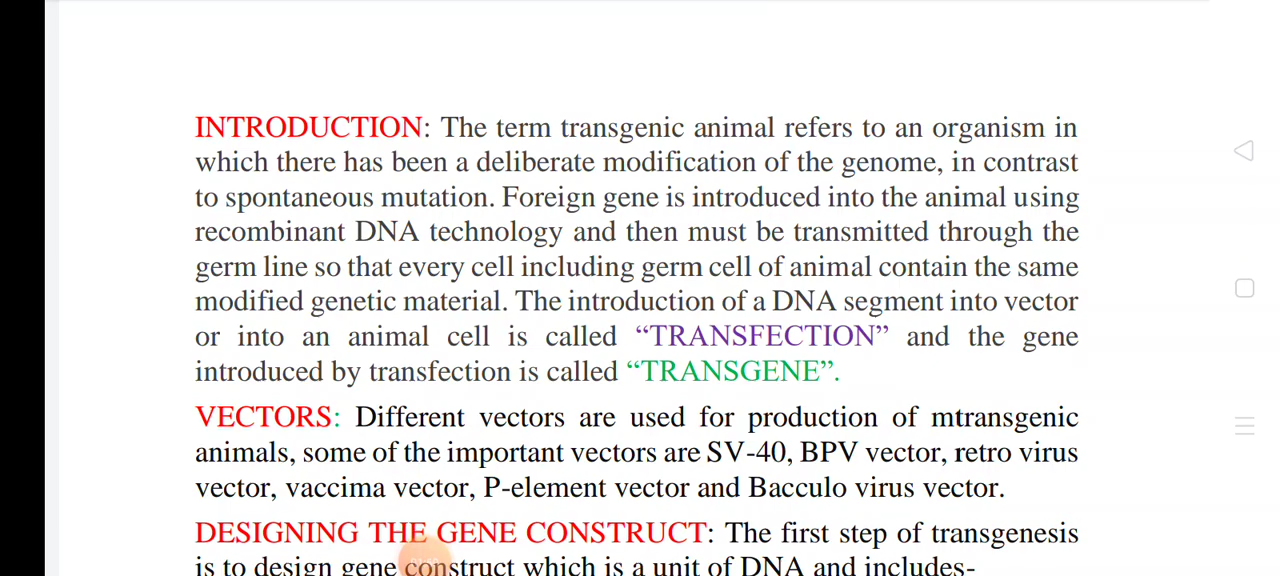 INTRODUCTION: The term transgenic animal refers to an organism in
which there has been a deliberate modification of the genome, in contrast
to spontaneous mutation. Foreign gene is introduced into the animal using
recombinant DNA technology and then must be transmitted through the
germ line so that every cell including germ cell of animal contain the same
modified genetic material. The introduction of a DNA segment into vector
or into an animal cell is called “TRANSFECTION” and the gene
introduced by transfection is called “TRANSGENE”.
VECTORS: Different vectors are used for production of mtransgenic
animals, some of the important vectors are SV-40, BPV vector, retro virus
vector, vaccima vector, P-element vector and Bacculo virus vector.
DESIGNING THE GENE CONSTRUCT: The first step of transgenesis
is to design gene construct which is a unit of DNA and includes-